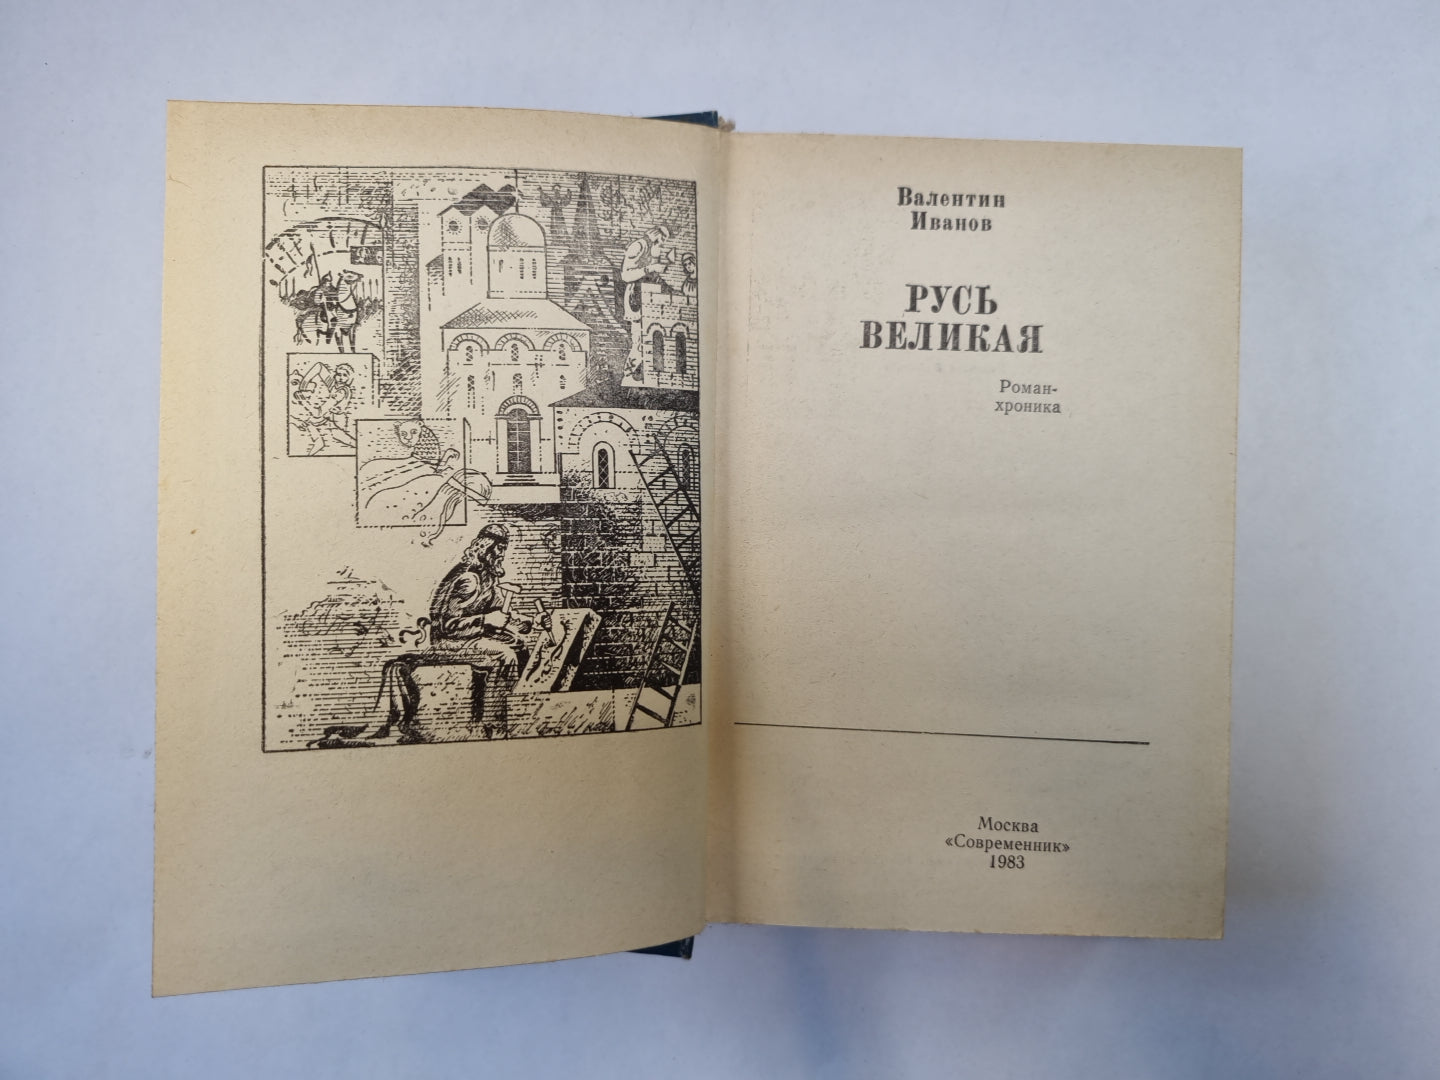 Валентин
Иванов
РУСЬ
ВЕЛИКАЯ
Роман-
хроника
Москва
«Современник»
1983